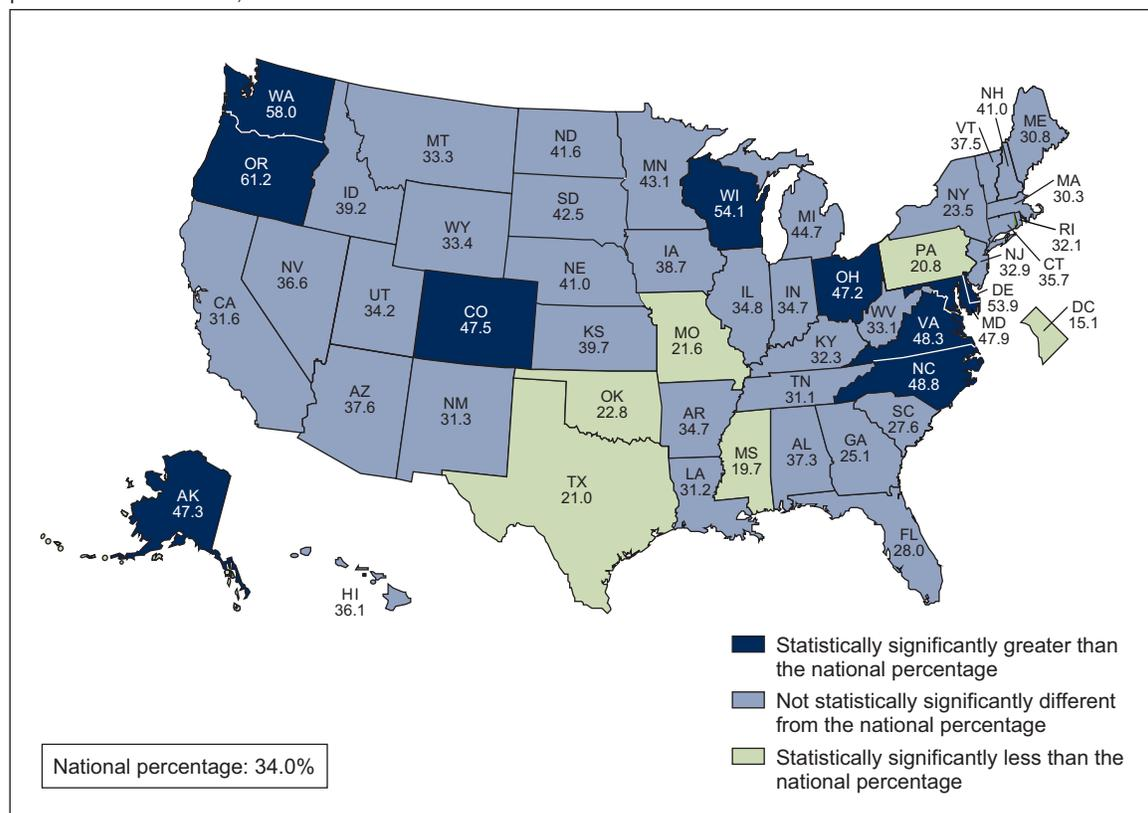 WA
58.0
OR
61.2
ID
39.2
MT
33.3
ND
41.6
MN
43.1
SD
42.5
WY
33.4
WI
54.1
MI
44.7
NH
41.0
VT
37.5
ME
30.8
NY
23.5
MA
30.3
RI
32.1
CT
35.7
NJ
32.9
PA
20.8
DE
53.9
MD
47.9
DC
15.1
CA
31.6
NV
36.6
UT
34.2
CO
47.5
NE
41.0
IA
38.7
KS
39.7
MO
21.6
IL
34.8
IN
34.7
OH
47.2
WV
33.1
VA
48.3
KY
32.3
NC
48.8
TN
31.1
SC
27.6
AZ
37.6
NM
31.3
OK
22.8
AR
34.7
TX
21.0
LA
31.2
MS
19.7
AL
37.3
GA
25.1
FL
28.0
AK
47.3
HI
36.1
Statistically significantly greater than
the national percentage
Not statistically significantly different
from the national percentage
Statistically significantly less than the
national percentage
National percentage: 34.0%